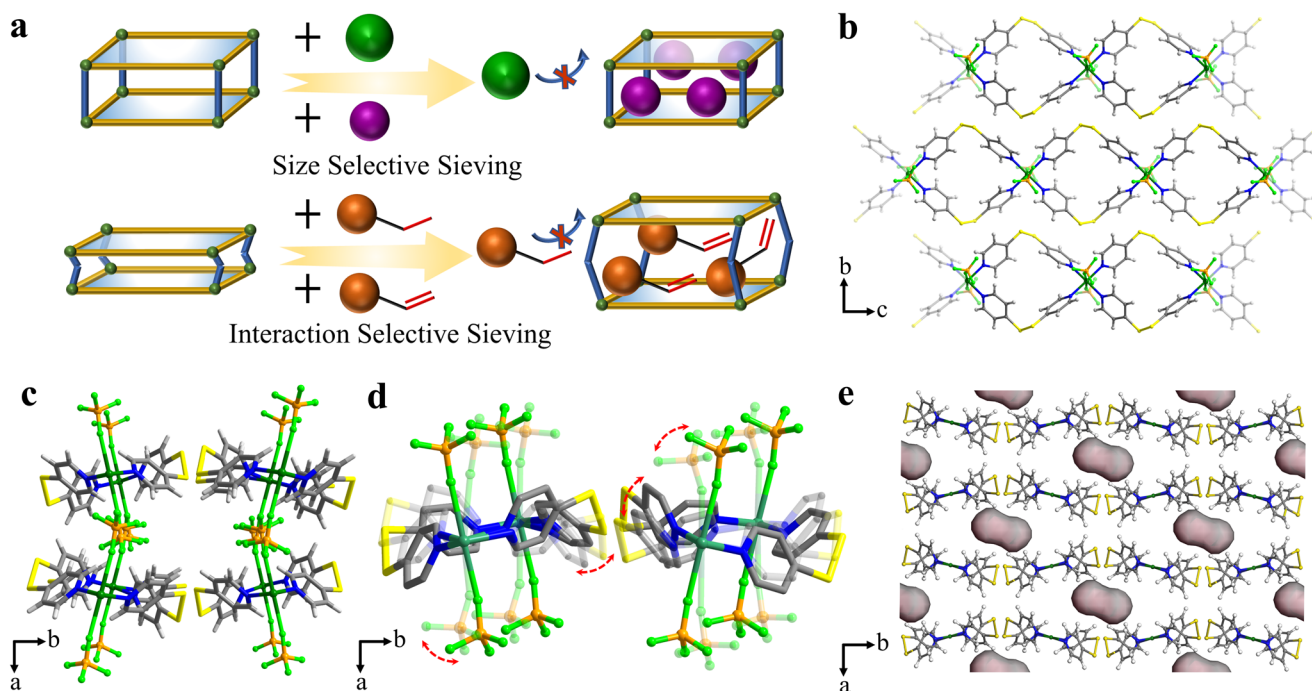 a
+
+
Size Selective Sieving
+
+
Interaction Selective Sieving
b
b
c
c
b
a
d
b
a
e
b
a